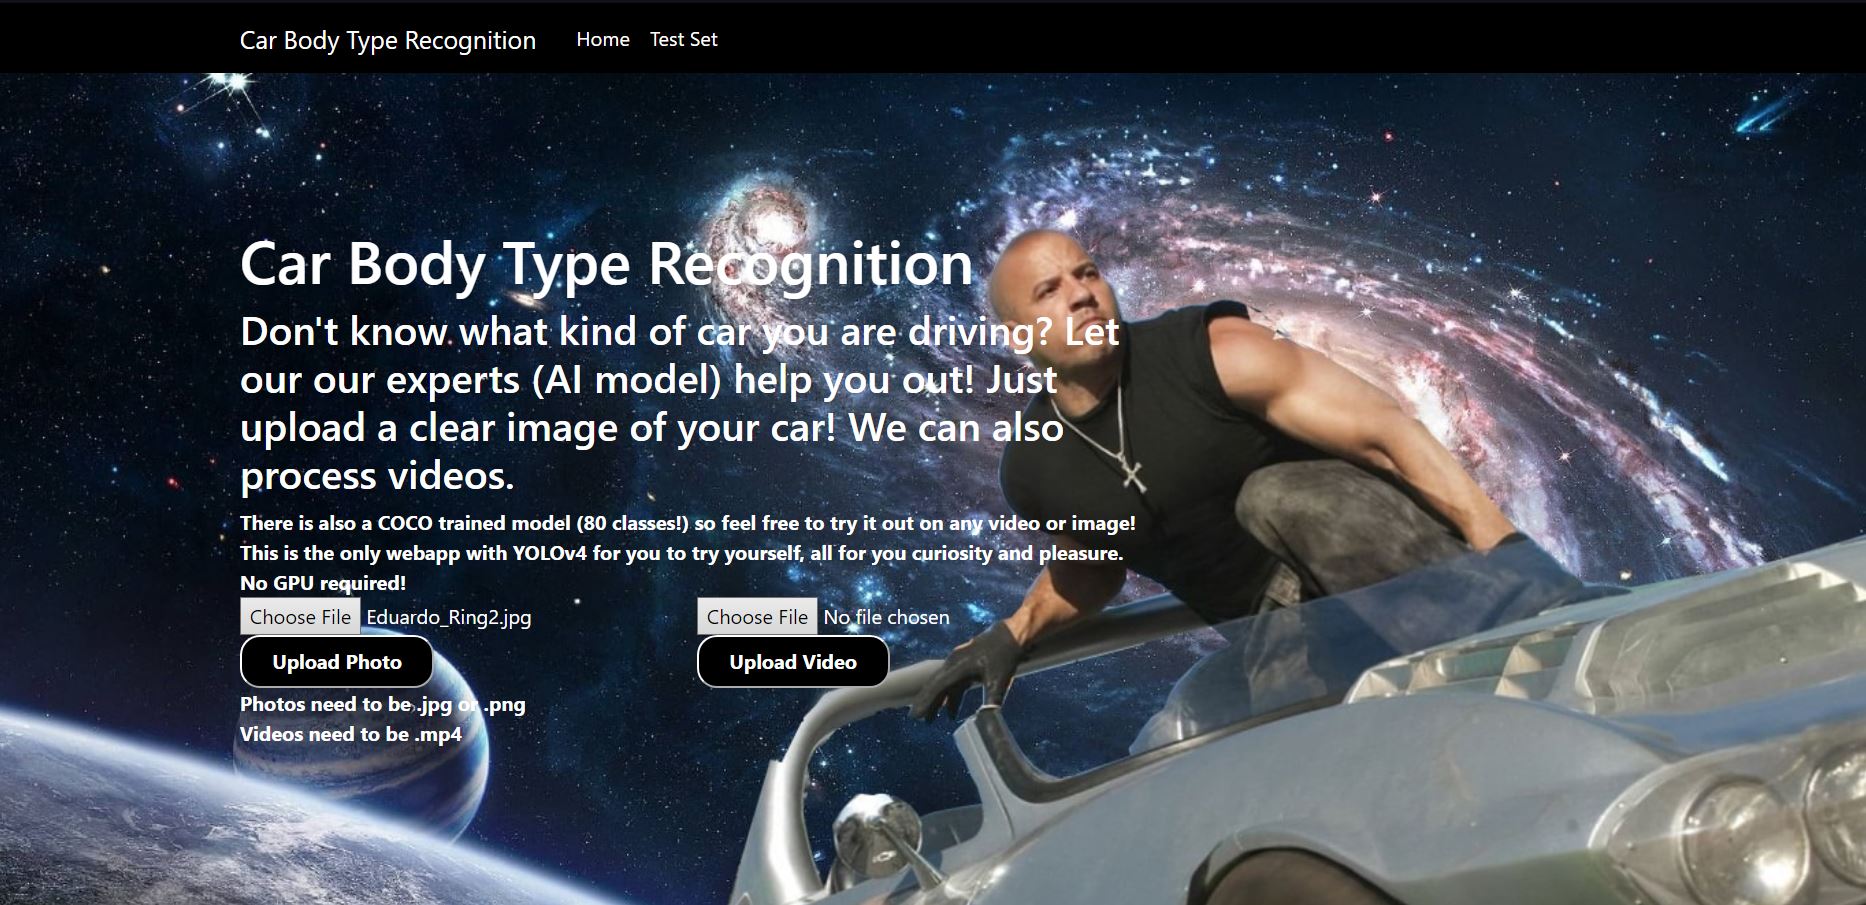 Car Body Type Recognition Home Test Set
Car Body Type Recognition
Don't know what kind of car you are driving? Let
our our experts (AI model) help you out! Just
upload a clear image of your car! We can also
process videos.
There is also a COCO trained model (80 classes!) so feel free to try it out on any video or image!
This is the only webapp with YOLOv4 for you to try yourself, all for you curiosity and pleasure.
No GPU required!
Choose File Eduardo_Ring2.jpg Choose File No file chosen
Upload Photo Upload Video
Photos need to be .jpg or .png
Videos need to be .mp4